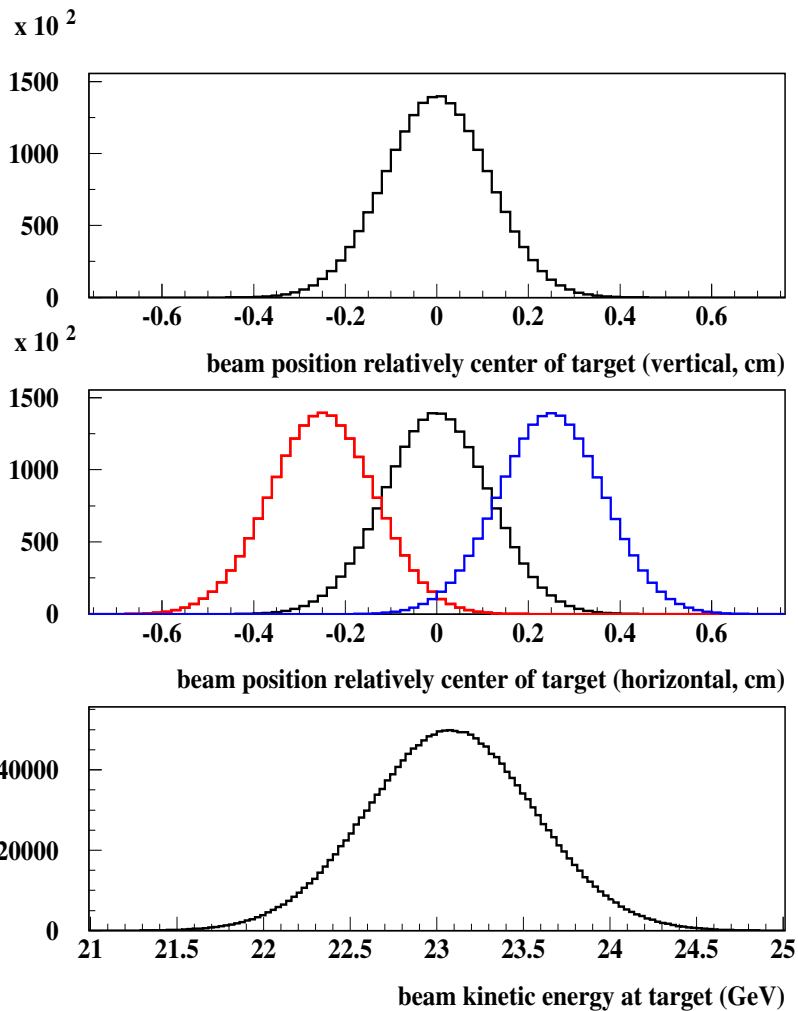 x 10 2
1500
1000
500
0
-0.6 -0.4 -0.2 0 0.2 0.4 0.6
x 10 2
beam position relatively center of target (vertical, cm)
1500
1000
500
0
-0.6 -0.4 -0.2 0 0.2 0.4 0.6
beam position relatively center of target (horizontal, cm)
40000
20000
0
21 21.5 22 22.5 23 23.5 24 24.5 25
beam kinetic energy at target (GeV)